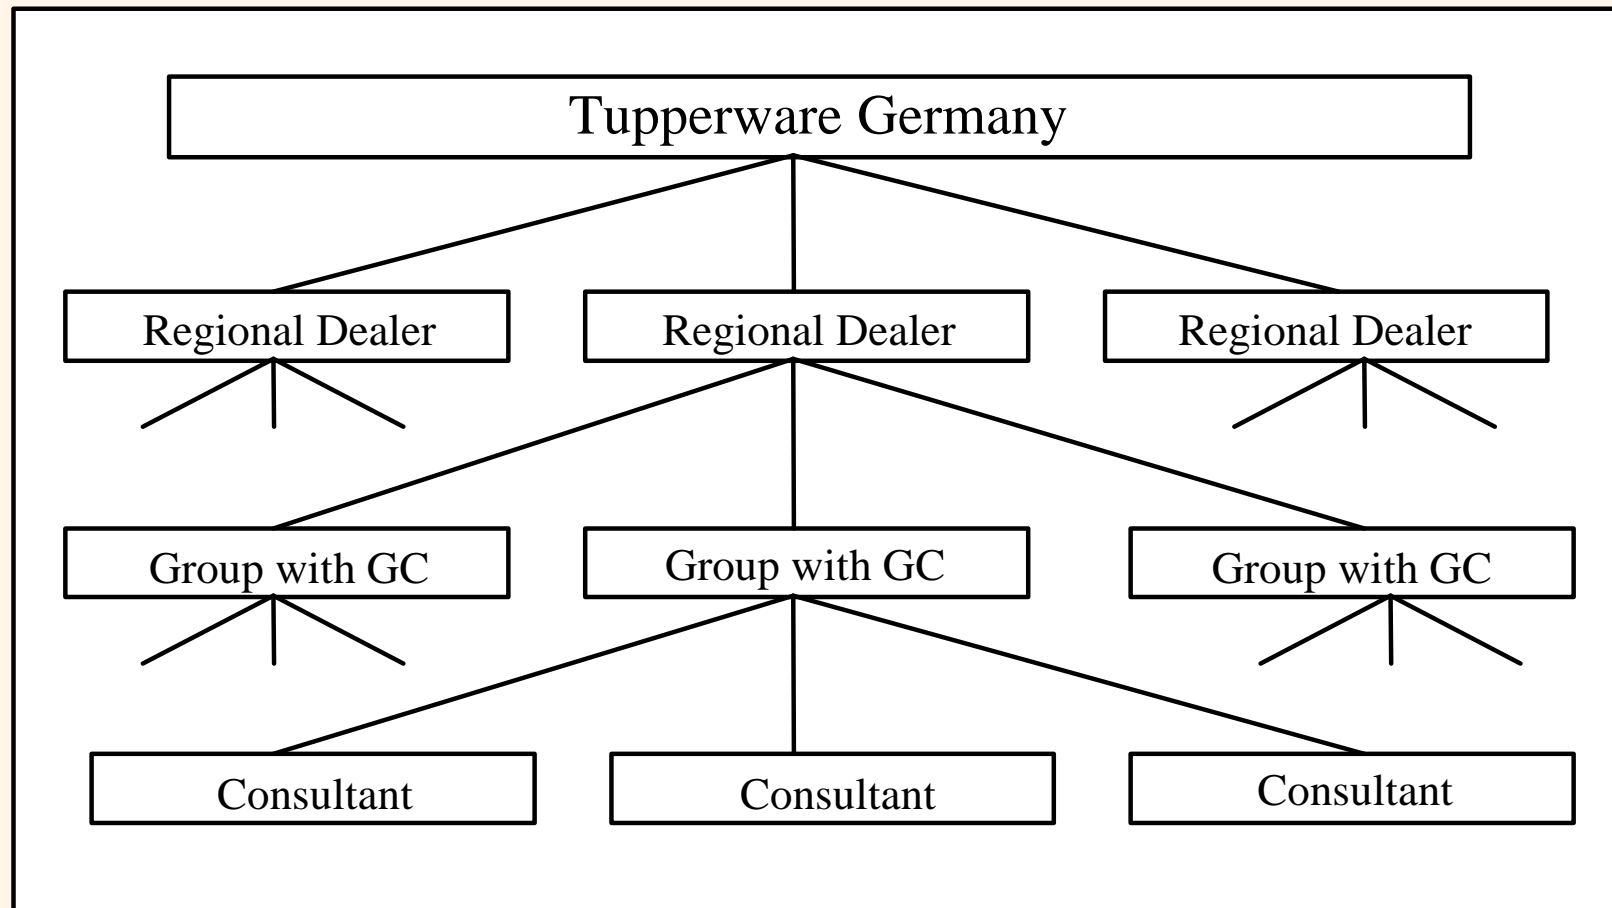 Tupperware Germany
Regional Dealer
Regional Dealer
Regional Dealer
Group with GC
Group with GC
Group with GC
Consultant
Consultant
Consultant